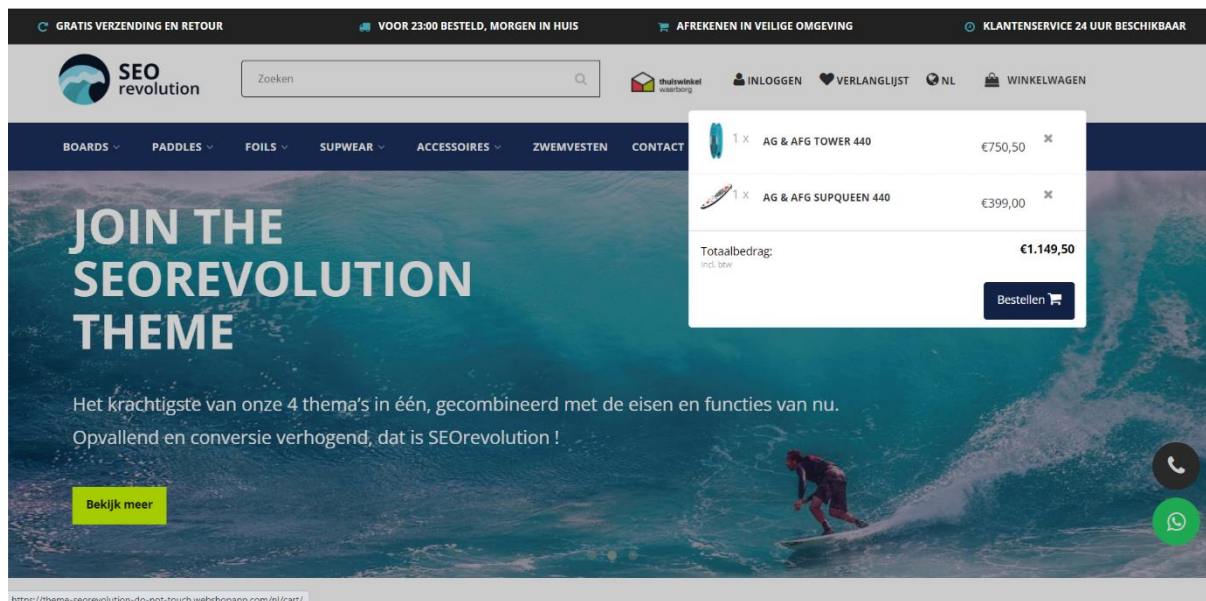 GRATIS VERZENDING EN RETOUR
VOOR 23:00 BESTELD, MORGEN IN HUIS
AFREKENEN IN VEILIGE OMGEVING
KLANTENSERVICE 24 UUR BESCHIKBAAR
SEO
revolution
Zoeken
thuiswinkel
waarborg
INLOGGEN
VERLANGLIJST
NL
WINKELWAGEN
BOARDS
PADDLES
FOILS
SUPWEAR
ACCESSOIRES
ZWEMVESTEN
CONTACT
1 x AG & AFG TOWER 440 €750,50
1 x AG & AFG SUPQUEEN 440 €399,00
Totaalbedrag: €1.149,50
Incl. btw
Bestellen
JOIN THE
SEOREVOLUTION
THEME
Het krachtigste van onze 4 thema's in één, gecombineerd met de eisen en functies van nu.
Opvallend en conversie verhogend, dat is SEOrevolution !
Bekijk meer
https://theme-seorevolution-do-not-touch.webshopapp.com/nl/cart/